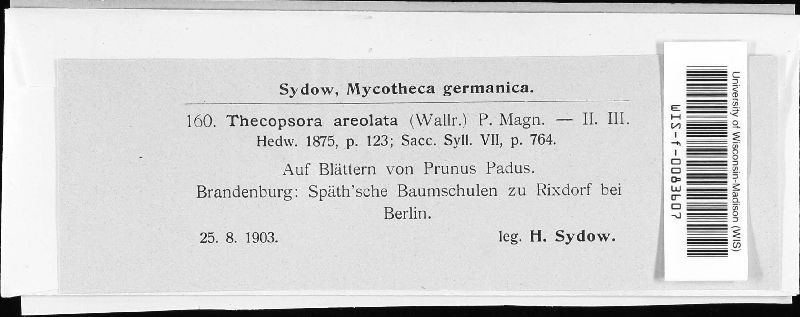 Sydow, Mycotheca germanica.
160. Thecopsora areolata (Wallr.) P. Magn. — II. III.
Hedw. 1875, p. 123; Sacc. Syll. VII, p. 764.
Auf Blättern von Prunus Padus.
Brandenburg: Späth'sche Baumschulen zu Rixdorf bei
Berlin.
25. 8. 1903.
leg. H. Sydow.
University of Wisconsin-Madison (WIS)
WIS-f-0083607